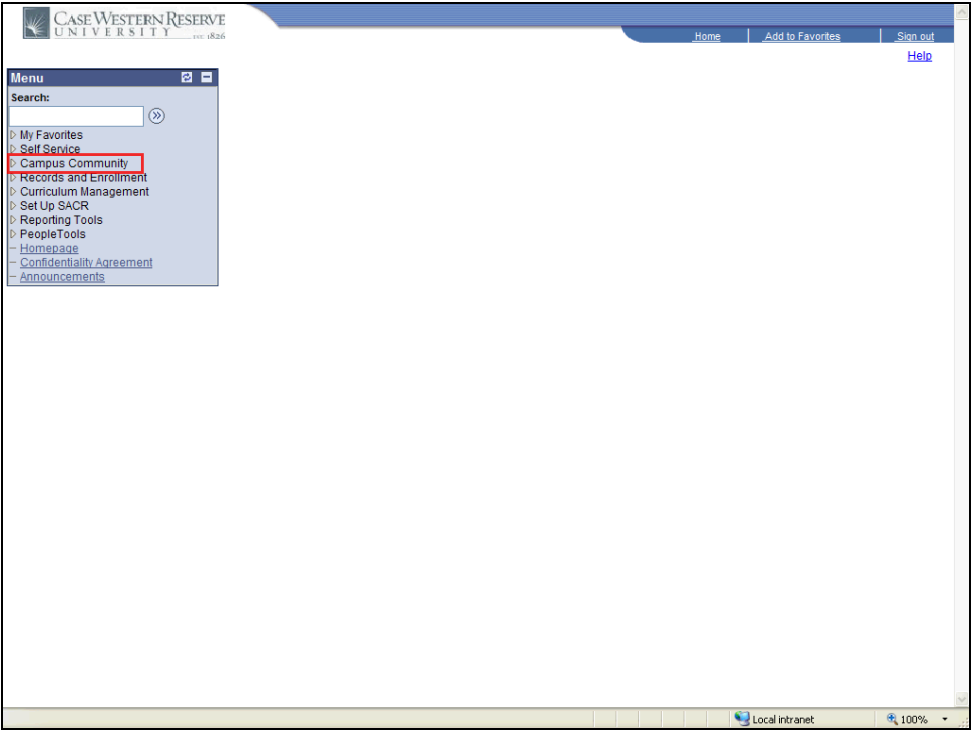 CASE WESTERN RESERVE
UNIVERSITY EST. 1826
Home Add to Favorites Sign out
Help
Menu
Search:
My Favorites
Self Service
Campus Community
Records and Enrollment
Curriculum Management
Set Up SACR
Reporting Tools
PeopleTools
Homepage
Confidentiality Agreement
Announcements
Local intranet 100%